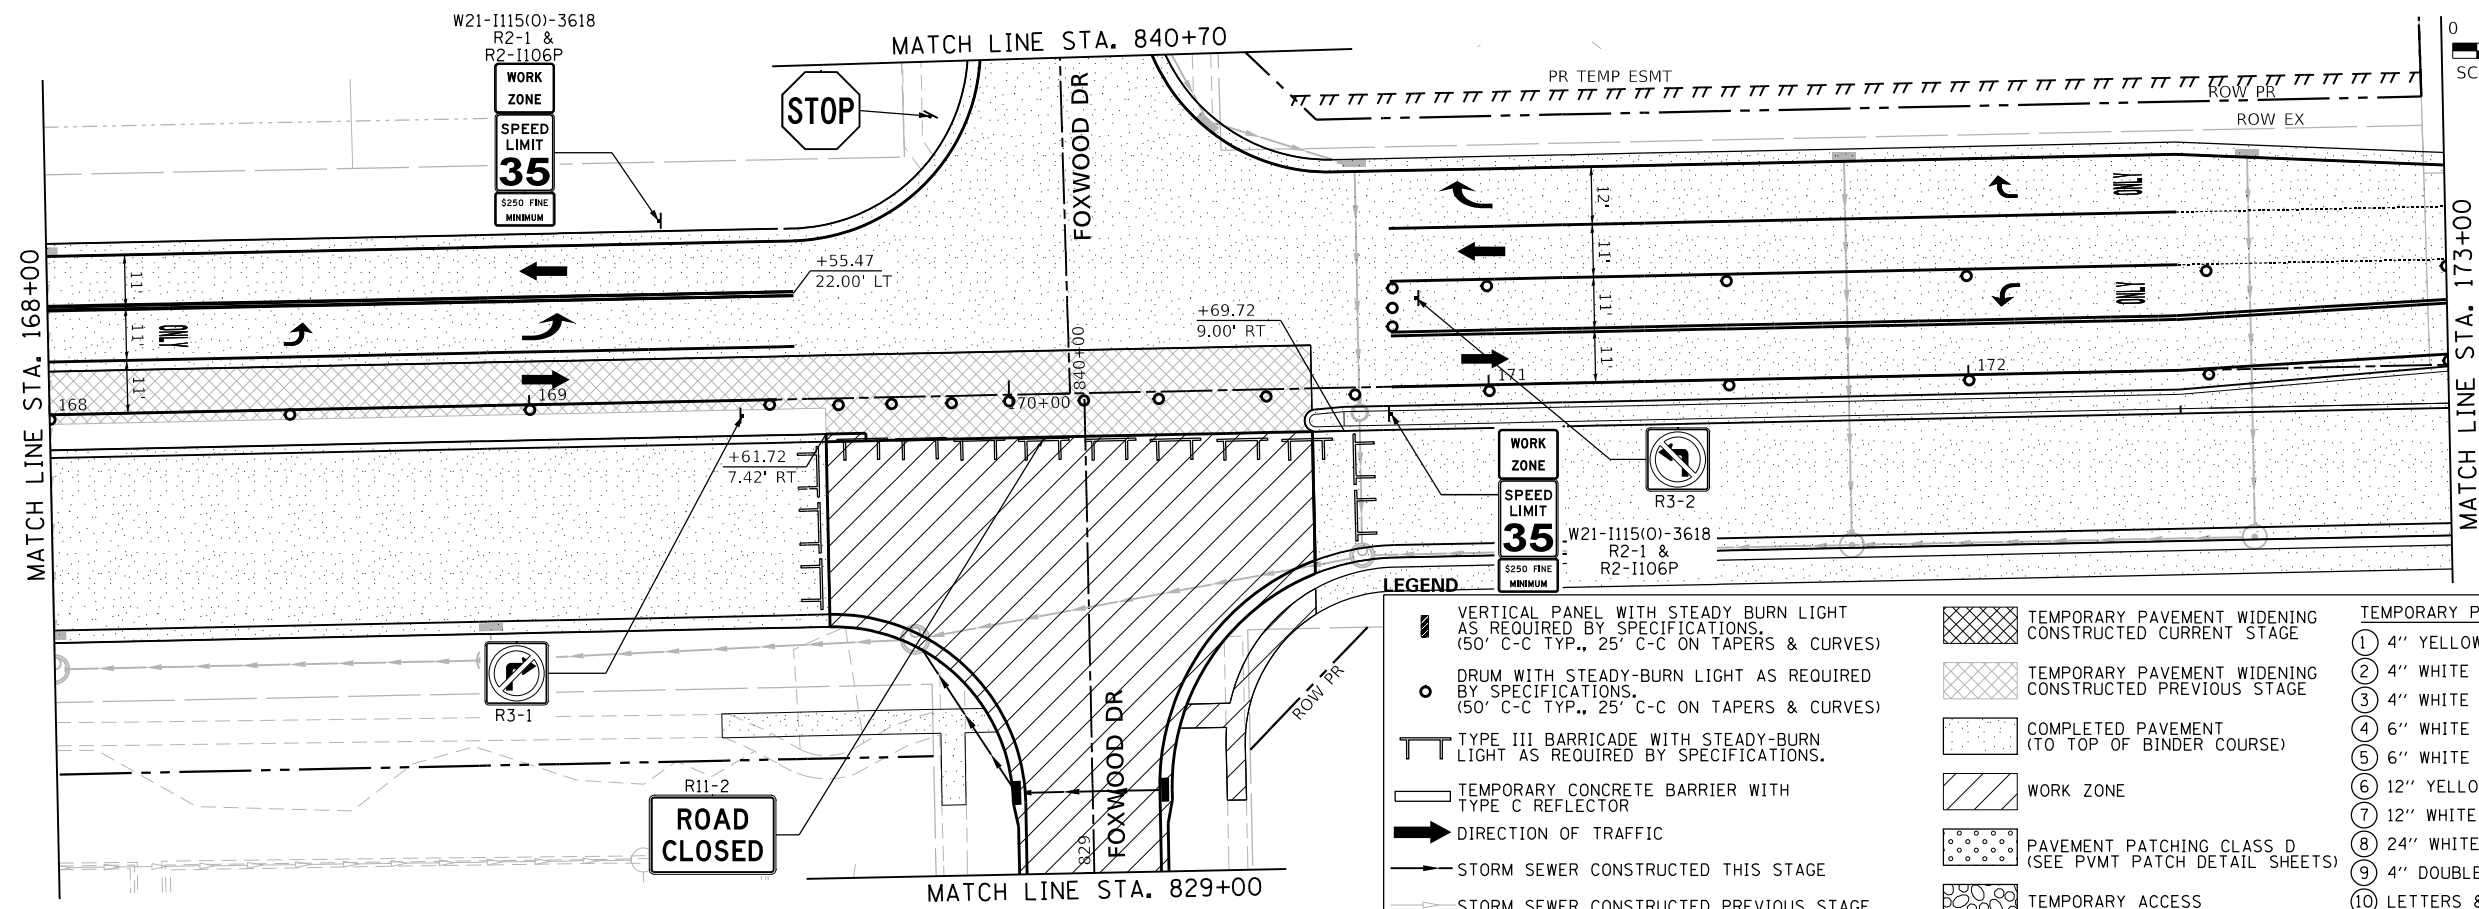 W21-I115(O)-3618
R2-1 &
R2-I106P
WORK
ZONE
SPEED
LIMIT
35
$250 FINE
MINIMUM
MATCH LINE STA. 840+70
STOP
FOXWOOD DR
PR TEMP ESMT
ROW PR
ROW EX
0
SC
MATCH LINE STA. 168+00
MATCH LINE STA. 173+00
11'
11'
11'
ONLY
+55.47
22.00' LT
+69.72
9.00' RT
12'
11'
11'
11'
ONLY
ONLY
168
169
170+00
840+00
171
172
+61.72
7.42' RT
R3-1
R3-2
WORK
ZONE
SPEED
LIMIT
35
$250 FINE
MINIMUM
W21-I115(O)-3618
R2-1 &
R2-I106P
R11-2
ROAD
CLOSED
829
FOXWOOD DR
ROW PR
MATCH LINE STA. 829+00
LEGEND
VERTICAL PANEL WITH STEADY BURN LIGHT
AS REQUIRED BY SPECIFICATIONS.
(50' C-C TYP., 25' C-C ON TAPERS & CURVES)
DRUM WITH STEADY-BURN LIGHT AS REQUIRED
BY SPECIFICATIONS.
(50' C-C TYP., 25' C-C ON TAPERS & CURVES)
TYPE III BARRICADE WITH STEADY-BURN
LIGHT AS REQUIRED BY SPECIFICATIONS.
TEMPORARY CONCRETE BARRIER WITH
TYPE C REFLECTOR
DIRECTION OF TRAFFIC
STORM SEWER CONSTRUCTED THIS STAGE
STORM SEWER CONSTRUCTED PREVIOUS STAGE
TEMPORARY PAVEMENT WIDENING
CONSTRUCTED CURRENT STAGE
TEMPORARY PAVEMENT WIDENING
CONSTRUCTED PREVIOUS STAGE
COMPLETED PAVEMENT
(TO TOP OF BINDER COURSE)
WORK ZONE
PAVEMENT PATCHING CLASS D
(SEE PVMT PATCH DETAIL SHEETS)
TEMPORARY ACCESS
TEMPORARY P
1 4'' YELLOW
2 4'' WHITE
3 4'' WHITE
4 6'' WHITE
5 6'' WHITE
6 12'' YELLO
7 12'' WHITE
8 24'' WHITE
9 4'' DOUBLE
10 LETTERS &